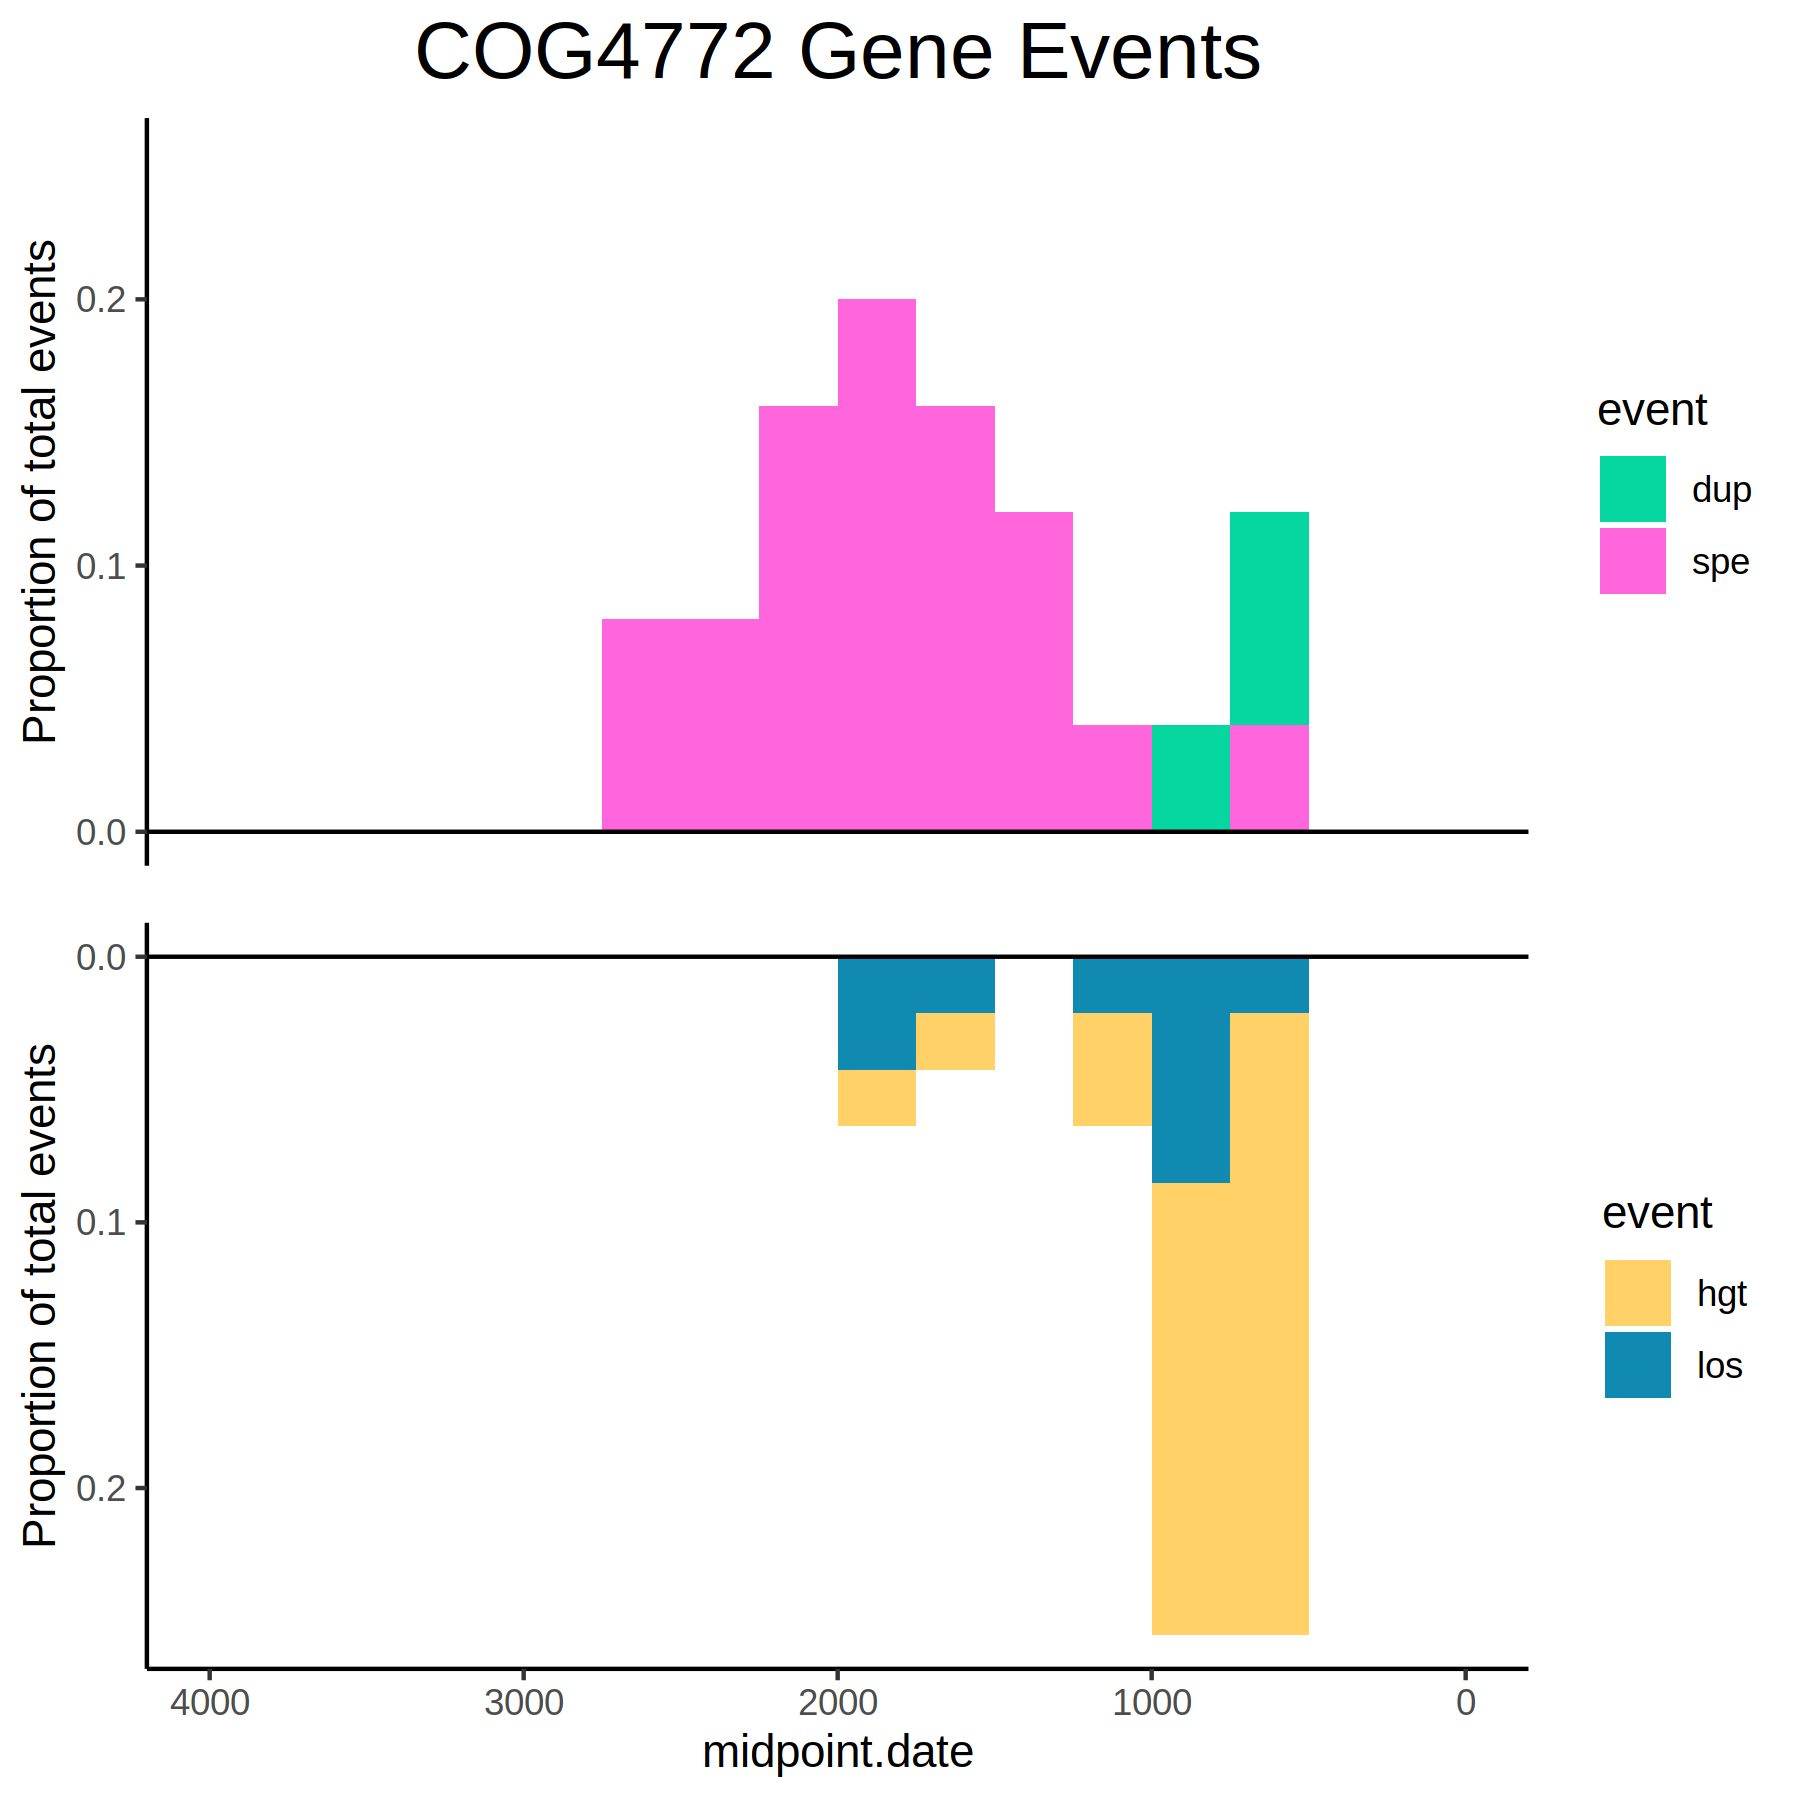 COG4772 Gene Events
Proportion of total events
0.2
0.1
0.0
event
dup
spe
Proportion of total events
0.0
0.1
0.2
event
hgt
los
4000 3000 2000 1000 0
midpoint.date